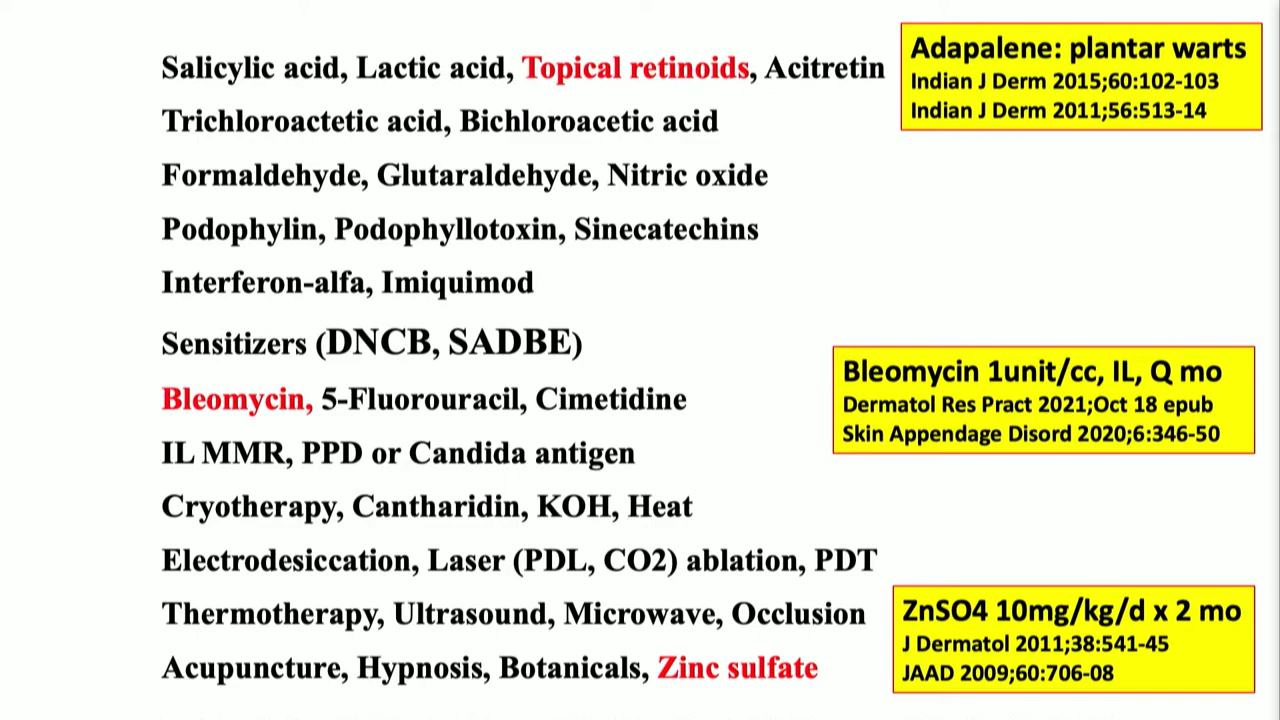 Salicylic acid, Lactic acid, Topical retinoids, Acitretin
Adapalene: plantar warts
Indian J Derm 2015;60:102-103
Indian J Derm 2011;56:513-14
Trichloroactetic acid, Bichloroacetic acid
Formaldehyde, Glutaraldehyde, Nitric oxide
Podophylin, Podophyllotoxin, Sinecatechins
Interferon-alfa, Imiquimod
Sensitizers (DNCB, SADBE)
Bleomycin, 5-Fluorouracil, Cimetidine
Bleomycin 1unit/cc, IL, Q mo
Dermatol Res Pract 2021;Oct 18 epub
Skin Appendage Disord 2020;6:346-50
IL MMR, PPD or Candida antigen
Cryotherapy, Cantharidin, KOH, Heat
Electrodesiccation, Laser (PDL, CO2) ablation, PDT
Thermotherapy, Ultrasound, Microwave, Occlusion
Acupuncture, Hypnosis, Botanicals, Zinc sulfate
ZnSO4 10mg/kg/d x 2 mo
J Dermatol 2011;38:541-45
JAAD 2009;60:706-08